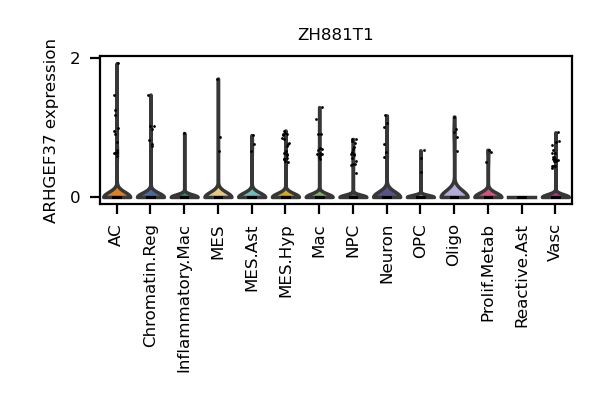 ZH881T1
ARHGEF37 expression
2
0
AC
Chromatin.Reg
Inflammatory.Mac
MES
MES.Ast
MES.Hyp
Mac
NPC
Neuron
OPC
Oligo
Prolif.Metab
Reactive.Ast
Vasc